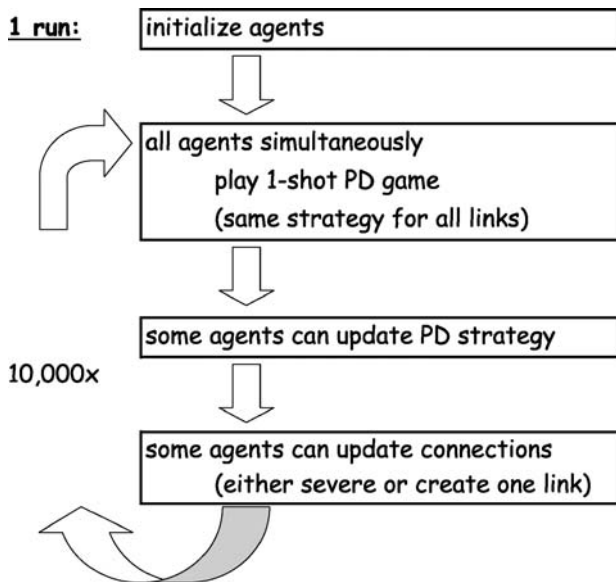 1 run:
initialize agents
all agents simultaneously
play 1-shot PD game
(same strategy for all links)
some agents can update PD strategy
10,000x
some agents can update connections
(either severe or create one link)